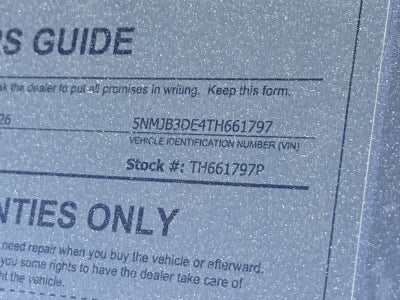 RS GUIDE
ask the dealer to put all promises in writing. Keep this form.
26 5NMJB3DE4TH661797
VEHICLE IDENTIFICATION NUMBER (VIN)
Stock #: TH661797P
NTIES ONLY
need repair when you buy the vehicle or afterward.
you some rights to have the dealer take care of
ht the vehicle.